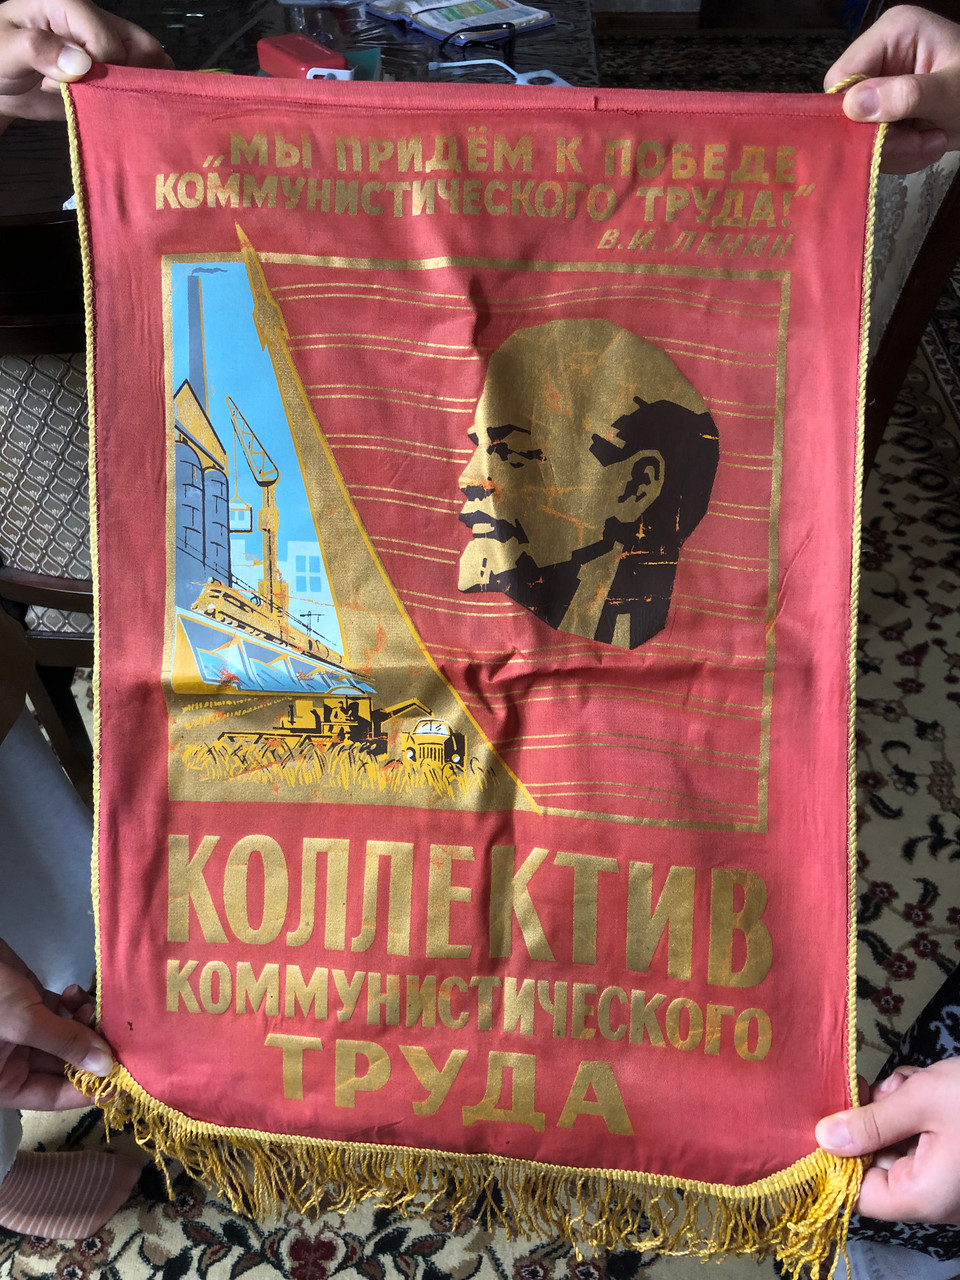 „МЫ ПРИДЁМ К ПОБЕДЕ
КОММУНИСТИЧЕСКОГО ТРУДА!“
В.И. ЛЕНИН
КОЛЛЕКТИВ
КОММУНИСТИЧЕСКОГО
ТРУДА